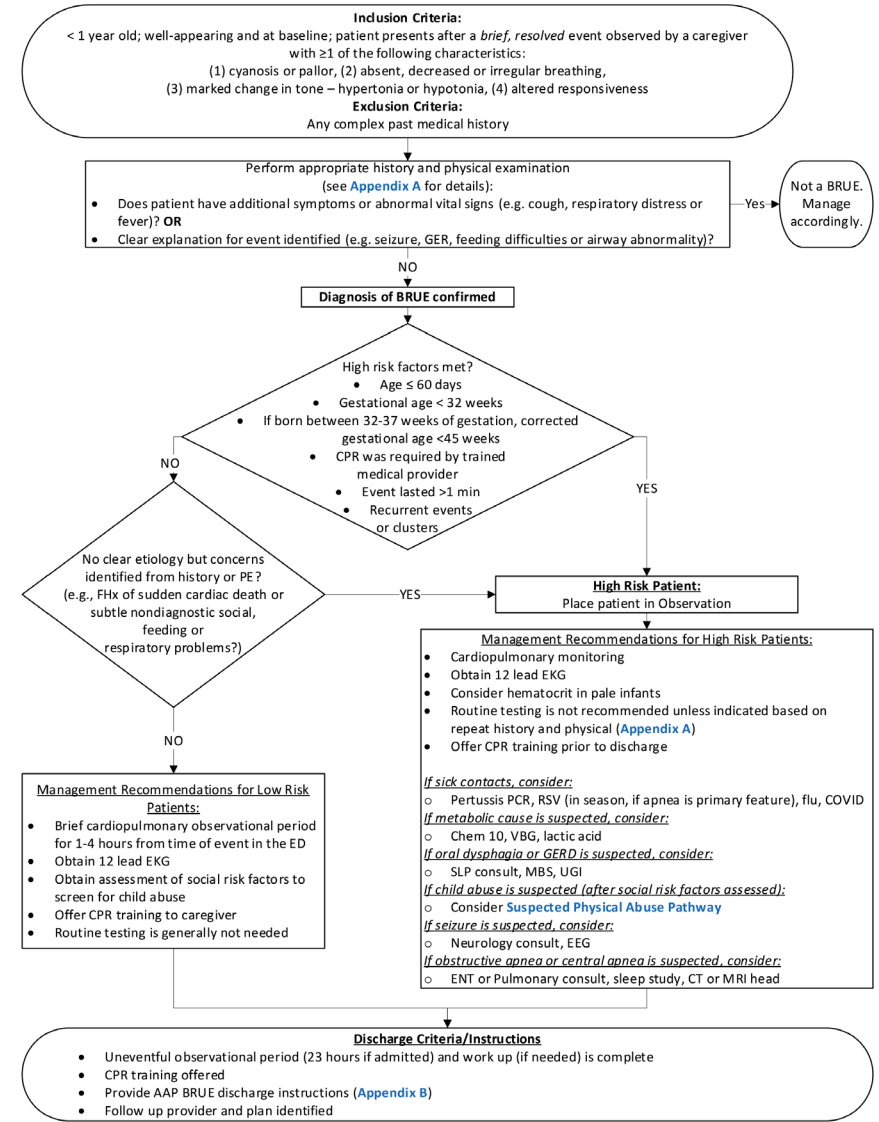 Inclusion Criteria:
< 1 year old; well-appearing and at baseline; patient presents after a brief, resolved event observed by a caregiver
with ≥1 of the following characteristics:
(1) cyanosis or pallor, (2) absent, decreased or irregular breathing,
(3) marked change in tone – hypertonia or hypotonia, (4) altered responsiveness
Exclusion Criteria:
Any complex past medical history
Perform appropriate history and physical examination
(see Appendix A for details):
• Does patient have additional symptoms or abnormal vital signs (e.g. cough, respiratory distress or
fever)? OR
• Clear explanation for event identified (e.g. seizure, GER, feeding difficulties or airway abnormality)?
Yes
Not a BRUE.
Manage
accordingly.
NO
Diagnosis of BRUE confirmed
High risk factors met?
• Age ≤ 60 days
• Gestational age < 32 weeks
• If born between 32-37 weeks of gestation, corrected
gestational age <45 weeks
• CPR was required by trained
medical provider
• Event lasted >1 min
• Recurrent events
or clusters
NO
YES
No clear etiology but concerns
identified from history or PE?
(e.g., FHx of sudden cardiac death or
subtle nondiagnostic social,
feeding or
respiratory problems?)
YES
High Risk Patient:
Place patient in Observation
Management Recommendations for High Risk Patients:
• Cardiopulmonary monitoring
• Obtain 12 lead EKG
• Consider hematocrit in pale infants
• Routine testing is not recommended unless indicated based on
repeat history and physical (Appendix A)
• Offer CPR training prior to discharge
If sick contacts, consider:
o Pertussis PCR, RSV (in season, if apnea is primary feature), flu, COVID
If metabolic cause is suspected, consider:
o Chem 10, VBG, lactic acid
If oral dysphagia or GERD is suspected, consider:
o SLP consult, MBS, UGI
If child abuse is suspected (after social risk factors assessed):
o Consider Suspected Physical Abuse Pathway
If seizure is suspected, consider:
o Neurology consult, EEG
If obstructive apnea or central apnea is suspected, consider:
o ENT or Pulmonary consult, sleep study, CT or MRI head
NO
Management Recommendations for Low Risk
Patients:
• Brief cardiopulmonary observational period
for 1-4 hours from time of event in the ED
• Obtain 12 lead EKG
• Obtain assessment of social risk factors to
screen for child abuse
• Offer CPR training to caregiver
• Routine testing is generally not needed
Discharge Criteria/Instructions
• Uneventful observational period (23 hours if admitted) and work up (if needed) is complete
• CPR training offered
• Provide AAP BRUE discharge instructions (Appendix B)
• Follow up provider and plan identified